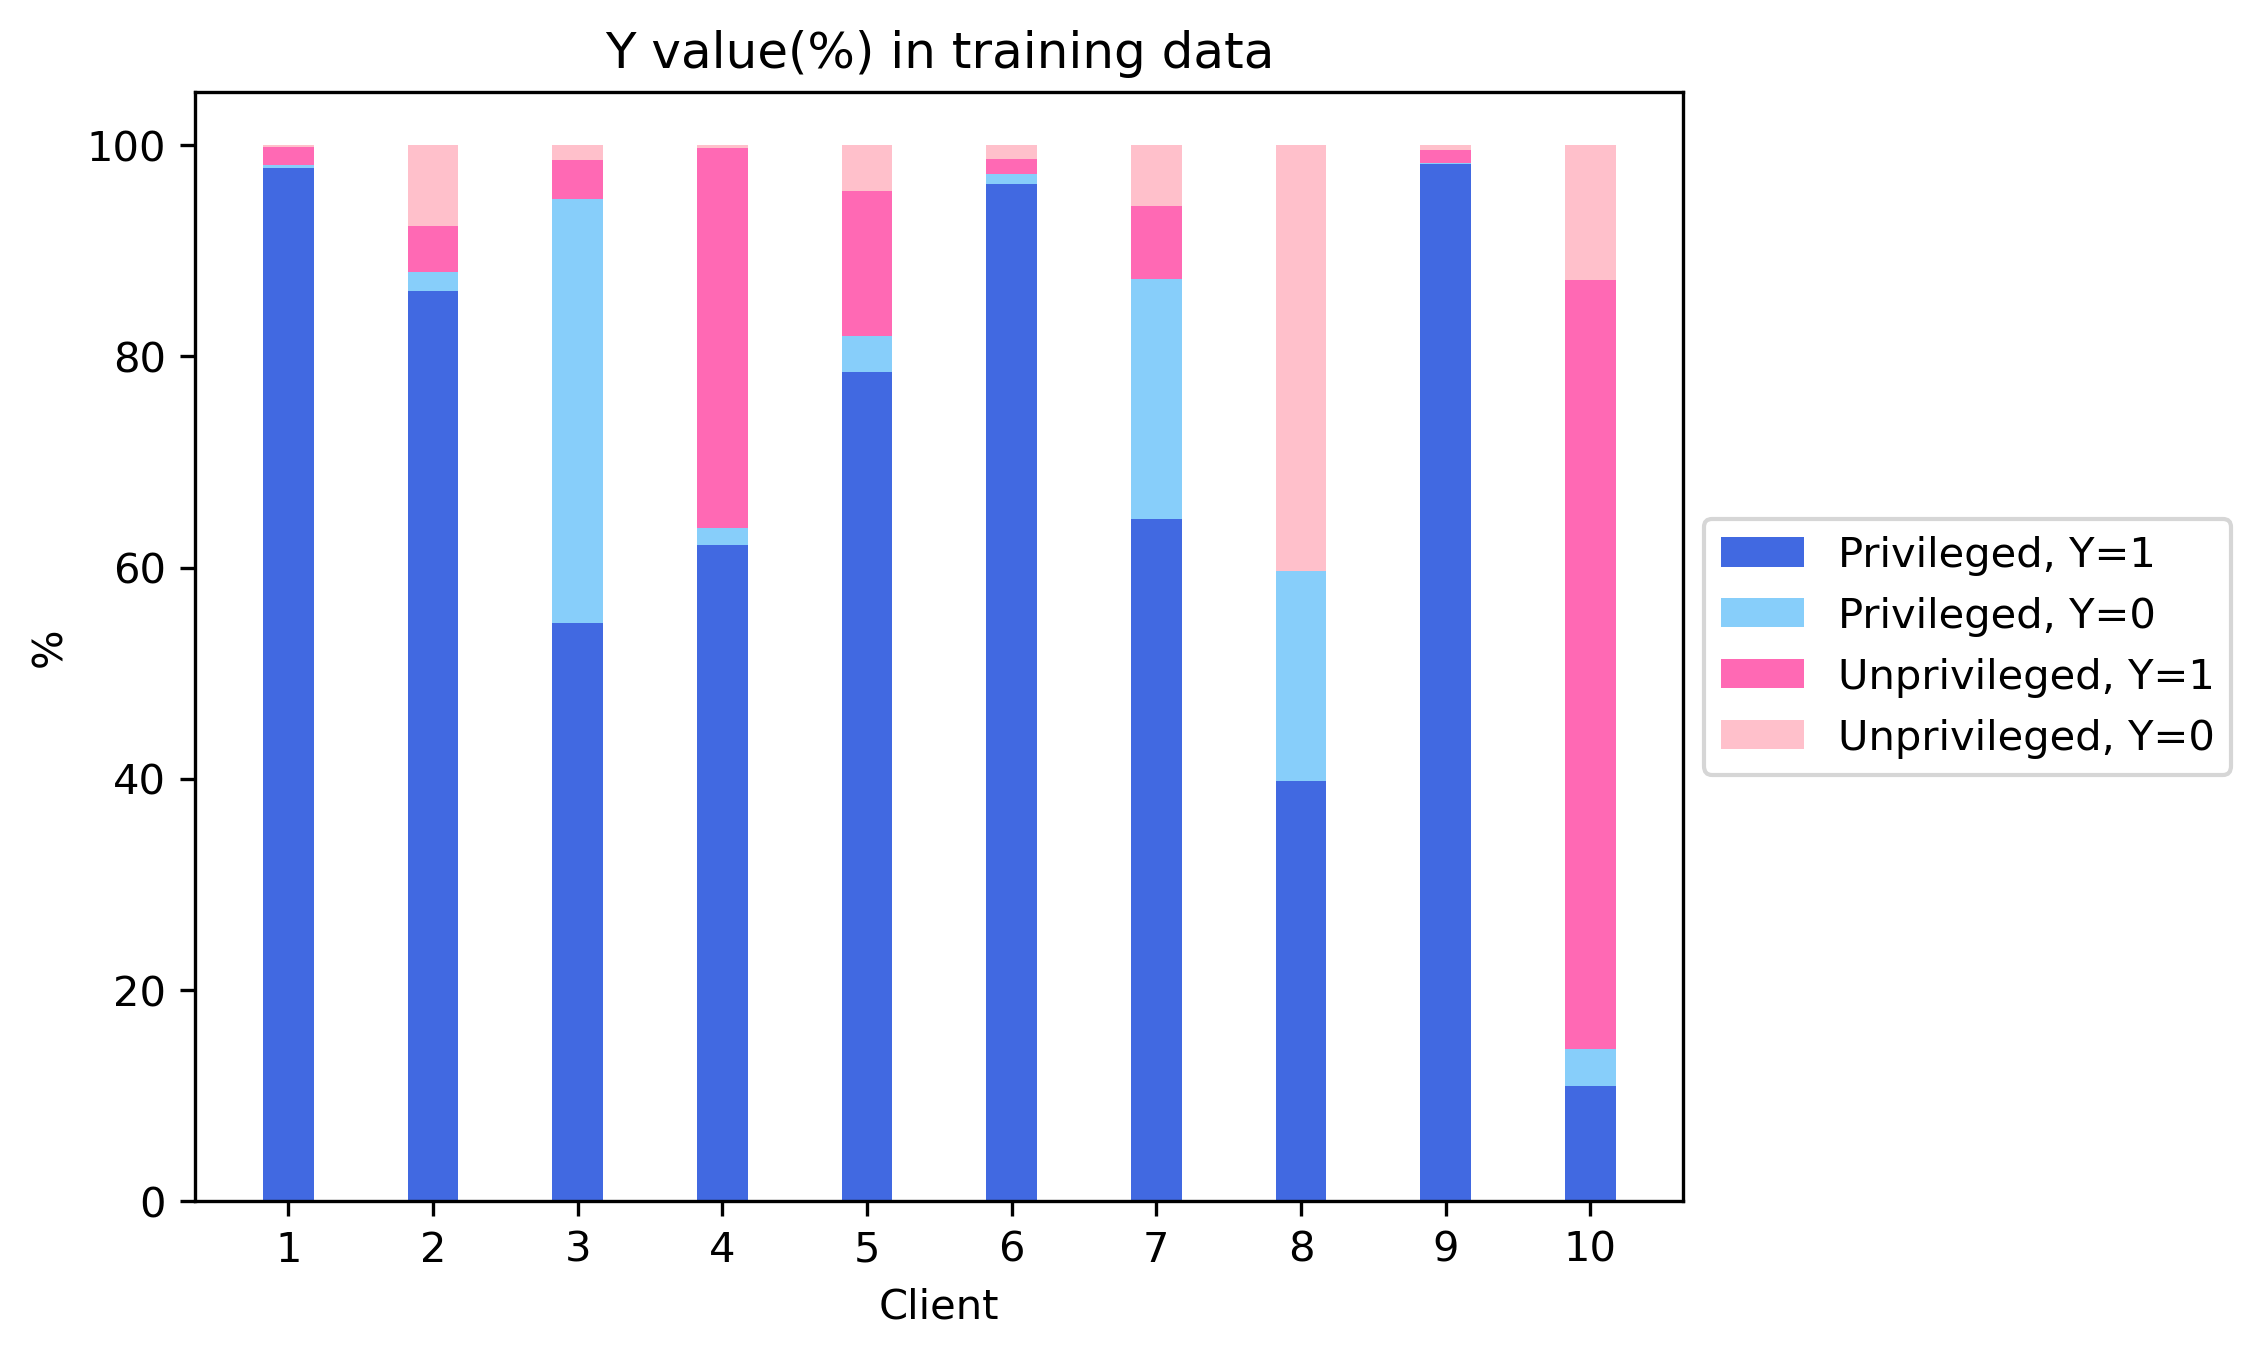 Y value(%) in training data
100
80
60
40
20
0
%
1 2 3 4 5 6 7 8 9 10
Client
Privileged, Y=1
Privileged, Y=0
Unprivileged, Y=1
Unprivileged, Y=0